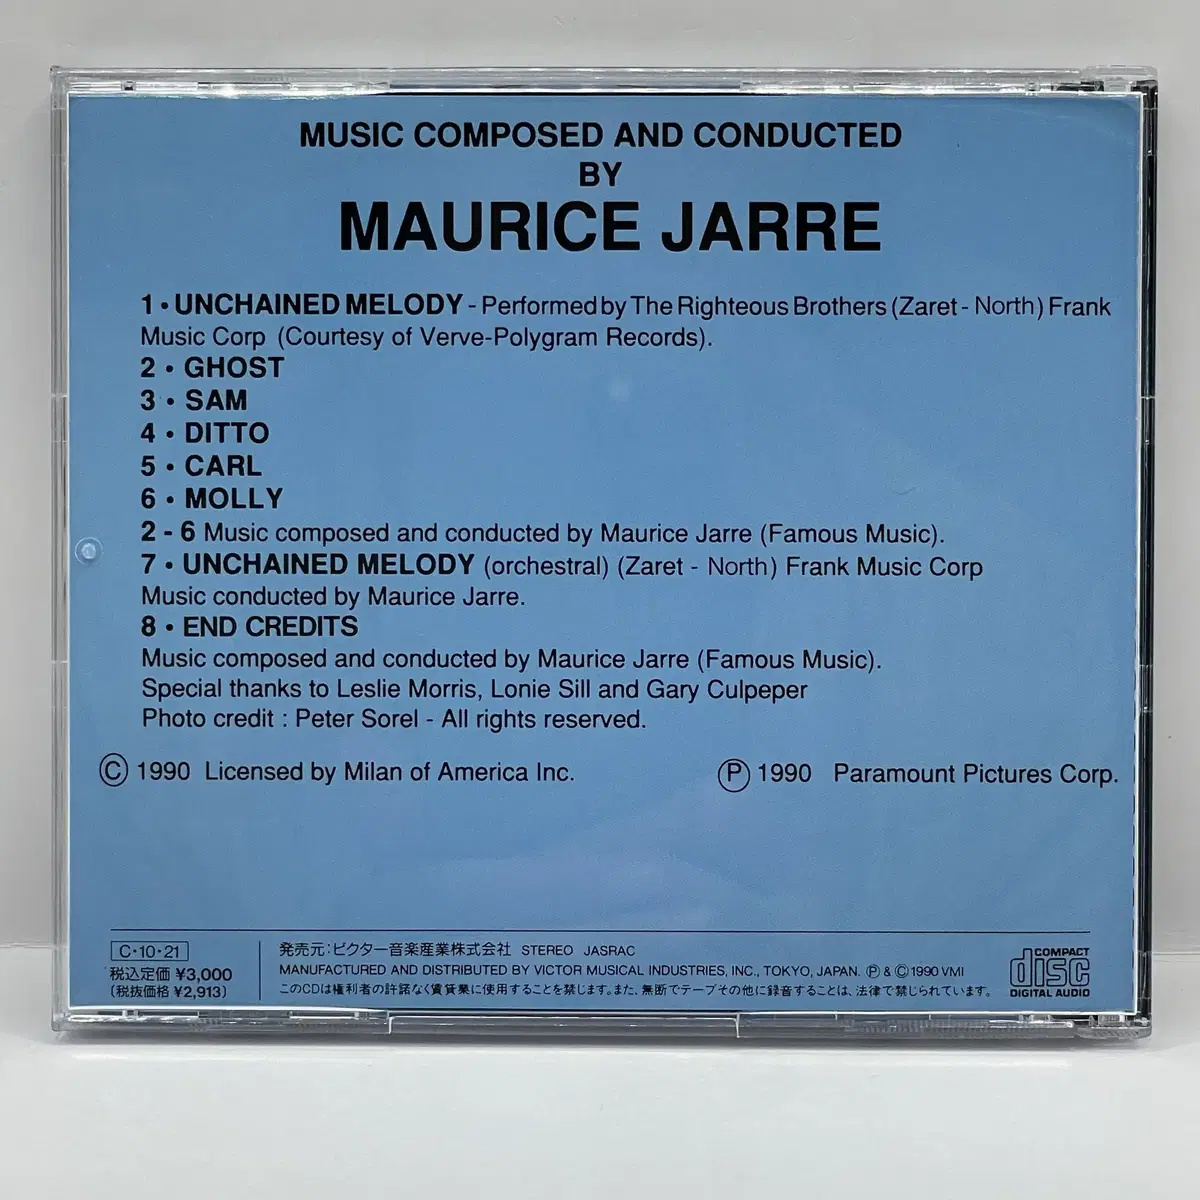 MUSIC COMPOSED AND CONDUCTED
BY
MAURICE JARRE
1 • UNCHAINED MELODY - Performed by The Righteous Brothers (Zaret - North) Frank
Music Corp (Courtesy of Verve-Polygram Records).
2 • GHOST
3 • SAM
4 • DITTO
5 • CARL
6 • MOLLY
2 - 6 Music composed and conducted by Maurice Jarre (Famous Music).
7 • UNCHAINED MELODY (orchestral) (Zaret - North) Frank Music Corp
Music conducted by Maurice Jarre.
8 • END CREDITS
Music composed and conducted by Maurice Jarre (Famous Music).
Special thanks to Leslie Morris, Lonie Sill and Gary Culpeper
Photo credit : Peter Sorel - All rights reserved.
Ⓒ 1990 Licensed by Milan of America Inc.
Ⓟ 1990 Paramount Pictures Corp.
C・10・21
税込定価 ¥3,000
(税抜価格 ¥2,913)
発売元：ビクター音楽産業株式会社 STEREO JASRAC
MANUFACTURED AND DISTRIBUTED BY VICTOR MUSICAL INDUSTRIES, INC., TOKYO, JAPAN. Ⓟ & Ⓒ 1990 VMI
このCDは権利者の許諾なく賃貸業に使用することを禁じます。また、無断でテープその他に録音することは、法律で禁じられています。
COMPACT
disc
DIGITAL AUDIO